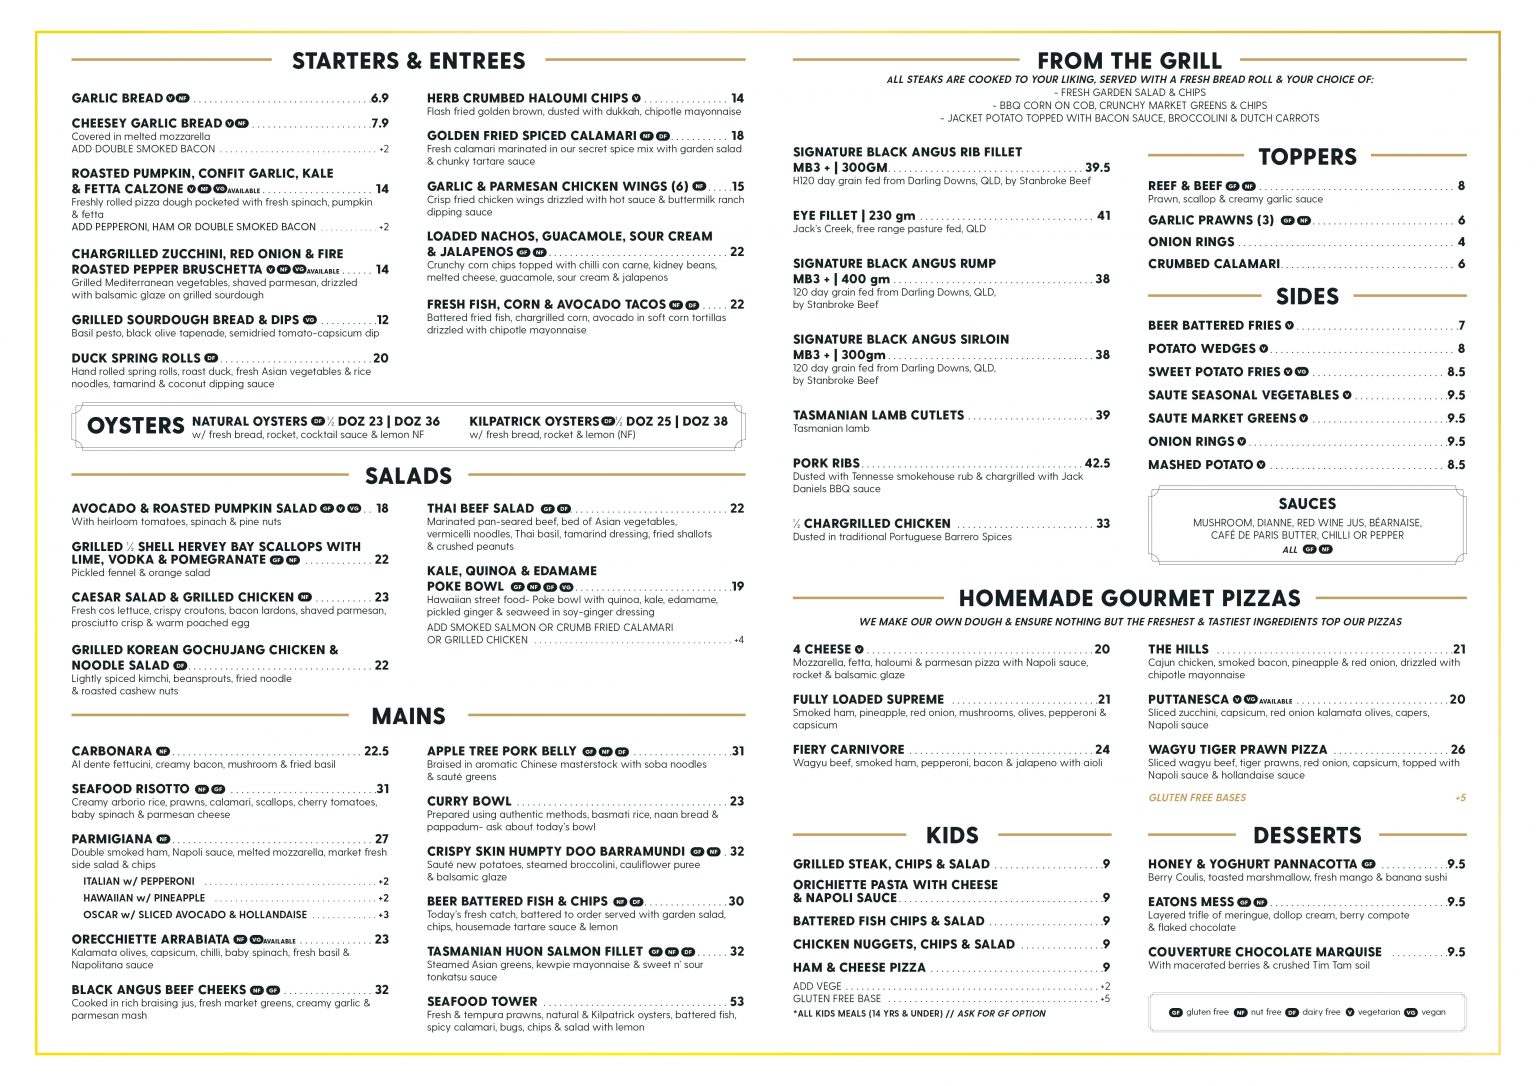 STARTERS & ENTREES
GARLIC BREAD V NF 6.9
CHEESEY GARLIC BREAD V NF 7.9
Covered in melted mozzarella
ADD DOUBLE SMOKED BACON +2
ROASTED PUMPKIN, CONFIT GARLIC, KALE
& FETTA CALZONE V NF VG AVAILABLE 14
Freshly rolled pizza dough pocketed with fresh spinach, pumpkin
& fetta
ADD PEPPERONI, HAM OR DOUBLE SMOKED BACON +2
CHARGRILLED ZUCCHINI, RED ONION & FIRE
ROASTED PEPPER BRUSCHETTA V NF VG AVAILABLE 14
Grilled Mediterranean vegetables, shaved parmesan, drizzled
with balsamic glaze on grilled sourdough
GRILLED SOURDOUGH BREAD & DIPS VG 12
Basil pesto, black olive tapenade, semidried tomato-capsicum dip
DUCK SPRING ROLLS DF 20
Hand rolled spring rolls, roast duck, fresh Asian vegetables & rice
noodles, tamarind & coconut dipping sauce
HERB CRUMBED HALOUMI CHIPS V 14
Flash fried golden brown, dusted with dukkah, chipotle mayonnaise
GOLDEN FRIED SPICED CALAMARI NF DF 18
Fresh calamari marinated in our secret spice mix with garden salad
& chunky tartare sauce
GARLIC & PARMESAN CHICKEN WINGS (6) NF 15
Crisp fried chicken wings drizzled with hot sauce & buttermilk ranch
dipping sauce
LOADED NACHOS, GUACAMOLE, SOUR CREAM
& JALAPENOS GF NF 22
Crunchy corn chips topped with chilli con carne, kidney beans,
melted cheese, guacamole, sour cream & jalapenos
FRESH FISH, CORN & AVOCADO TACOS NF DF 22
Battered fried fish, chargrilled corn, avocado in soft corn tortillas
drizzled with chipotle mayonnaise
OYSTERS
NATURAL OYSTERS DF ½ DOZ 23 | DOZ 36
w/ fresh bread, rocket, cocktail sauce & lemon NF
KILPATRICK OYSTERS DF ½ DOZ 25 | DOZ 38
w/ fresh bread, rocket & lemon (NF)
SALADS
AVOCADO & ROASTED PUMPKIN SALAD GF V VG 18
With heirloom tomatoes, spinach & pine nuts
GRILLED ½ SHELL HERVEY BAY SCALLOPS WITH
LIME, VODKA & POMEGRANATE GF NF 22
Pickled fennel & orange salad
CAESAR SALAD & GRILLED CHICKEN NF 23
Fresh cos lettuce, crispy croutons, bacon lardons, shaved parmesan,
prosciutto crisp & warm poached egg
GRILLED KOREAN GOCHUJANG CHICKEN &
NOODLE SALAD DF 22
Lightly spiced kimchi, beansprouts, fried noodle
& roasted cashew nuts
THAI BEEF SALAD GF DF 22
Marinated pan-seared beef, bed of Asian vegetables,
vermicelli noodles, Thai basil, tamarind dressing, fried shallots
& crushed peanuts
KALE, QUINOA & EDAMAME
POKE BOWL GF NF DF VG 19
Hawaiian street food- Poke bowl with quinoa, kale, edamame,
pickled ginger & seaweed in soy-ginger dressing
ADD SMOKED SALMON OR CRUMB FRIED CALAMARI
OR GRILLED CHICKEN +4
MAINS
CARBONARA NF 22.5
Al dente fettucini, creamy bacon, mushroom & fried basil
SEAFOOD RISOTTO NF GF 31
Creamy arborio rice, prawns, calamari, scallops, cherry tomatoes,
baby spinach & parmesan cheese
PARMIGIANA NF 27
Double smoked ham, Napoli sauce, melted mozzarella, market fresh
side salad & chips
ITALIAN w/ PEPPERONI +2
HAWAIIAN w/ PINEAPPLE +2
OSCAR w/ SLICED AVOCADO & HOLLANDAISE +3
ORECCHIETTE ARRABIATA NF VG AVAILABLE 23
Kalamata olives, capsicum, chilli, baby spinach, fresh basil &
Napolitana sauce
BLACK ANGUS BEEF CHEEKS NF GF 32
Cooked in rich braising jus, fresh market greens, creamy garlic &
parmesan mash
APPLE TREE PORK BELLY GF NF DF 31
Braised in aromatic Chinese masterstock with soba noodles
& sauté greens
CURRY BOWL 23
Prepared using authentic methods, basmati rice, naan bread &
pappadum- ask about today's bowl
CRISPY SKIN HUMPTY DOO BARRAMUNDI GF NF 32
Sauté new potatoes, steamed broccolini, cauliflower puree
& balsamic glaze
BEER BATTERED FISH & CHIPS NF DF 30
Today's fresh catch, battered to order served with garden salad,
chips, housemade tartare sauce & lemon
TASMANIAN HUON SALMON FILLET GF NF DF 32
Steamed Asian greens, kewpie mayonnaise & sweet n' sour
tonkatsu sauce
SEAFOOD TOWER 53
Fresh & tempura prawns, natural & Kilpatrick oysters, battered fish,
spicy calamari, bugs, chips & salad with lemon
FROM THE GRILL
ALL STEAKS ARE COOKED TO YOUR LIKING, SERVED WITH A FRESH BREAD ROLL & YOUR CHOICE OF:
- FRESH GARDEN SALAD & CHIPS
- BBQ CORN ON COB, CRUNCHY MARKET GREENS & CHIPS
- JACKET POTATO TOPPED WITH BACON SAUCE, BROCCOLINI & DUTCH CARROTS
SIGNATURE BLACK ANGUS RIB FILLET
MB3 + | 300GM 39.5
H120 day grain fed from Darling Downs, QLD, by Stanbroke Beef
EYE FILLET | 230 gm 41
Jack's Creek, free range pasture fed, QLD
SIGNATURE BLACK ANGUS RUMP
MB3 + | 400 gm 38
120 day grain fed from Darling Downs, QLD,
by Stanbroke Beef
SIGNATURE BLACK ANGUS SIRLOIN
MB3 + | 300gm 38
120 day grain fed from Darling Downs, QLD,
by Stanbroke Beef
TASMANIAN LAMB CUTLETS 39
Tasmanian lamb
PORK RIBS 42.5
Dusted with Tennesse smokehouse rub & chargrilled with Jack
Daniels BBQ sauce
½ CHARGRILLED CHICKEN 33
Dusted in traditional Portuguese Barrero Spices
TOPPERS
REEF & BEEF GF NF 8
Prawn, scallop & creamy garlic sauce
GARLIC PRAWNS (3) GF NF 6
ONION RINGS 4
CRUMBED CALAMARI 6
SIDES
BEER BATTERED FRIES V 7
POTATO WEDGES V 8
SWEET POTATO FRIES V VG 8.5
SAUTE SEASONAL VEGETABLES V 9.5
SAUTE MARKET GREENS V 9.5
ONION RINGS V 9.5
MASHED POTATO V 8.5
SAUCES
MUSHROOM, DIANNE, RED WINE JUS, BÉARNAISE,
CAFÉ DE PARIS BUTTER, CHILLI OR PEPPER
ALL GF NF
HOMEMADE GOURMET PIZZAS
WE MAKE OUR OWN DOUGH & ENSURE NOTHING BUT THE FRESHEST & TASTIEST INGREDIENTS TOP OUR PIZZAS
4 CHEESE V 20
Mozzarella, fetta, haloumi & parmesan pizza with Napoli sauce,
rocket & balsamic glaze
FULLY LOADED SUPREME 21
Smoked ham, pineapple, red onion, mushrooms, olives, pepperoni &
capsicum
FIERY CARNIVORE 24
Wagyu beef, smoked ham, pepperoni, bacon & jalapeno with aioli
THE HILLS 21
Cajun chicken, smoked bacon, pineapple & red onion, drizzled with
chipotle mayonnaise
PUTTANESCA V VG AVAILABLE 20
Sliced zucchini, capsicum, red onion kalamata olives, capers,
Napoli sauce
WAGYU TIGER PRAWN PIZZA 26
Sliced wagyu beef, tiger prawns, red onion, capsicum, topped with
Napoli sauce & hollandaise sauce
GLUTEN FREE BASES +5
KIDS
GRILLED STEAK, CHIPS & SALAD 9
ORICHIETTE PASTA WITH CHEESE
& NAPOLI SAUCE 9
BATTERED FISH CHIPS & SALAD 9
CHICKEN NUGGETS, CHIPS & SALAD 9
HAM & CHEESE PIZZA 9
ADD VEGE +2
GLUTEN FREE BASE +5
*ALL KIDS MEALS (14 YRS & UNDER) // ASK FOR GF OPTION
DESSERTS
HONEY & YOGHURT PANNACOTTA GF 9.5
Berry Coulis, toasted marshmallow, fresh mango & banana sushi
EATONS MESS GF NF 9.5
Layered trifle of meringue, dollop cream, berry compote
& flaked chocolate
COUVERTURE CHOCOLATE MARQUISE 9.5
With macerated berries & crushed Tim Tam soil
GF gluten free NF nut free DF dairy free V vegetarian VG vegan